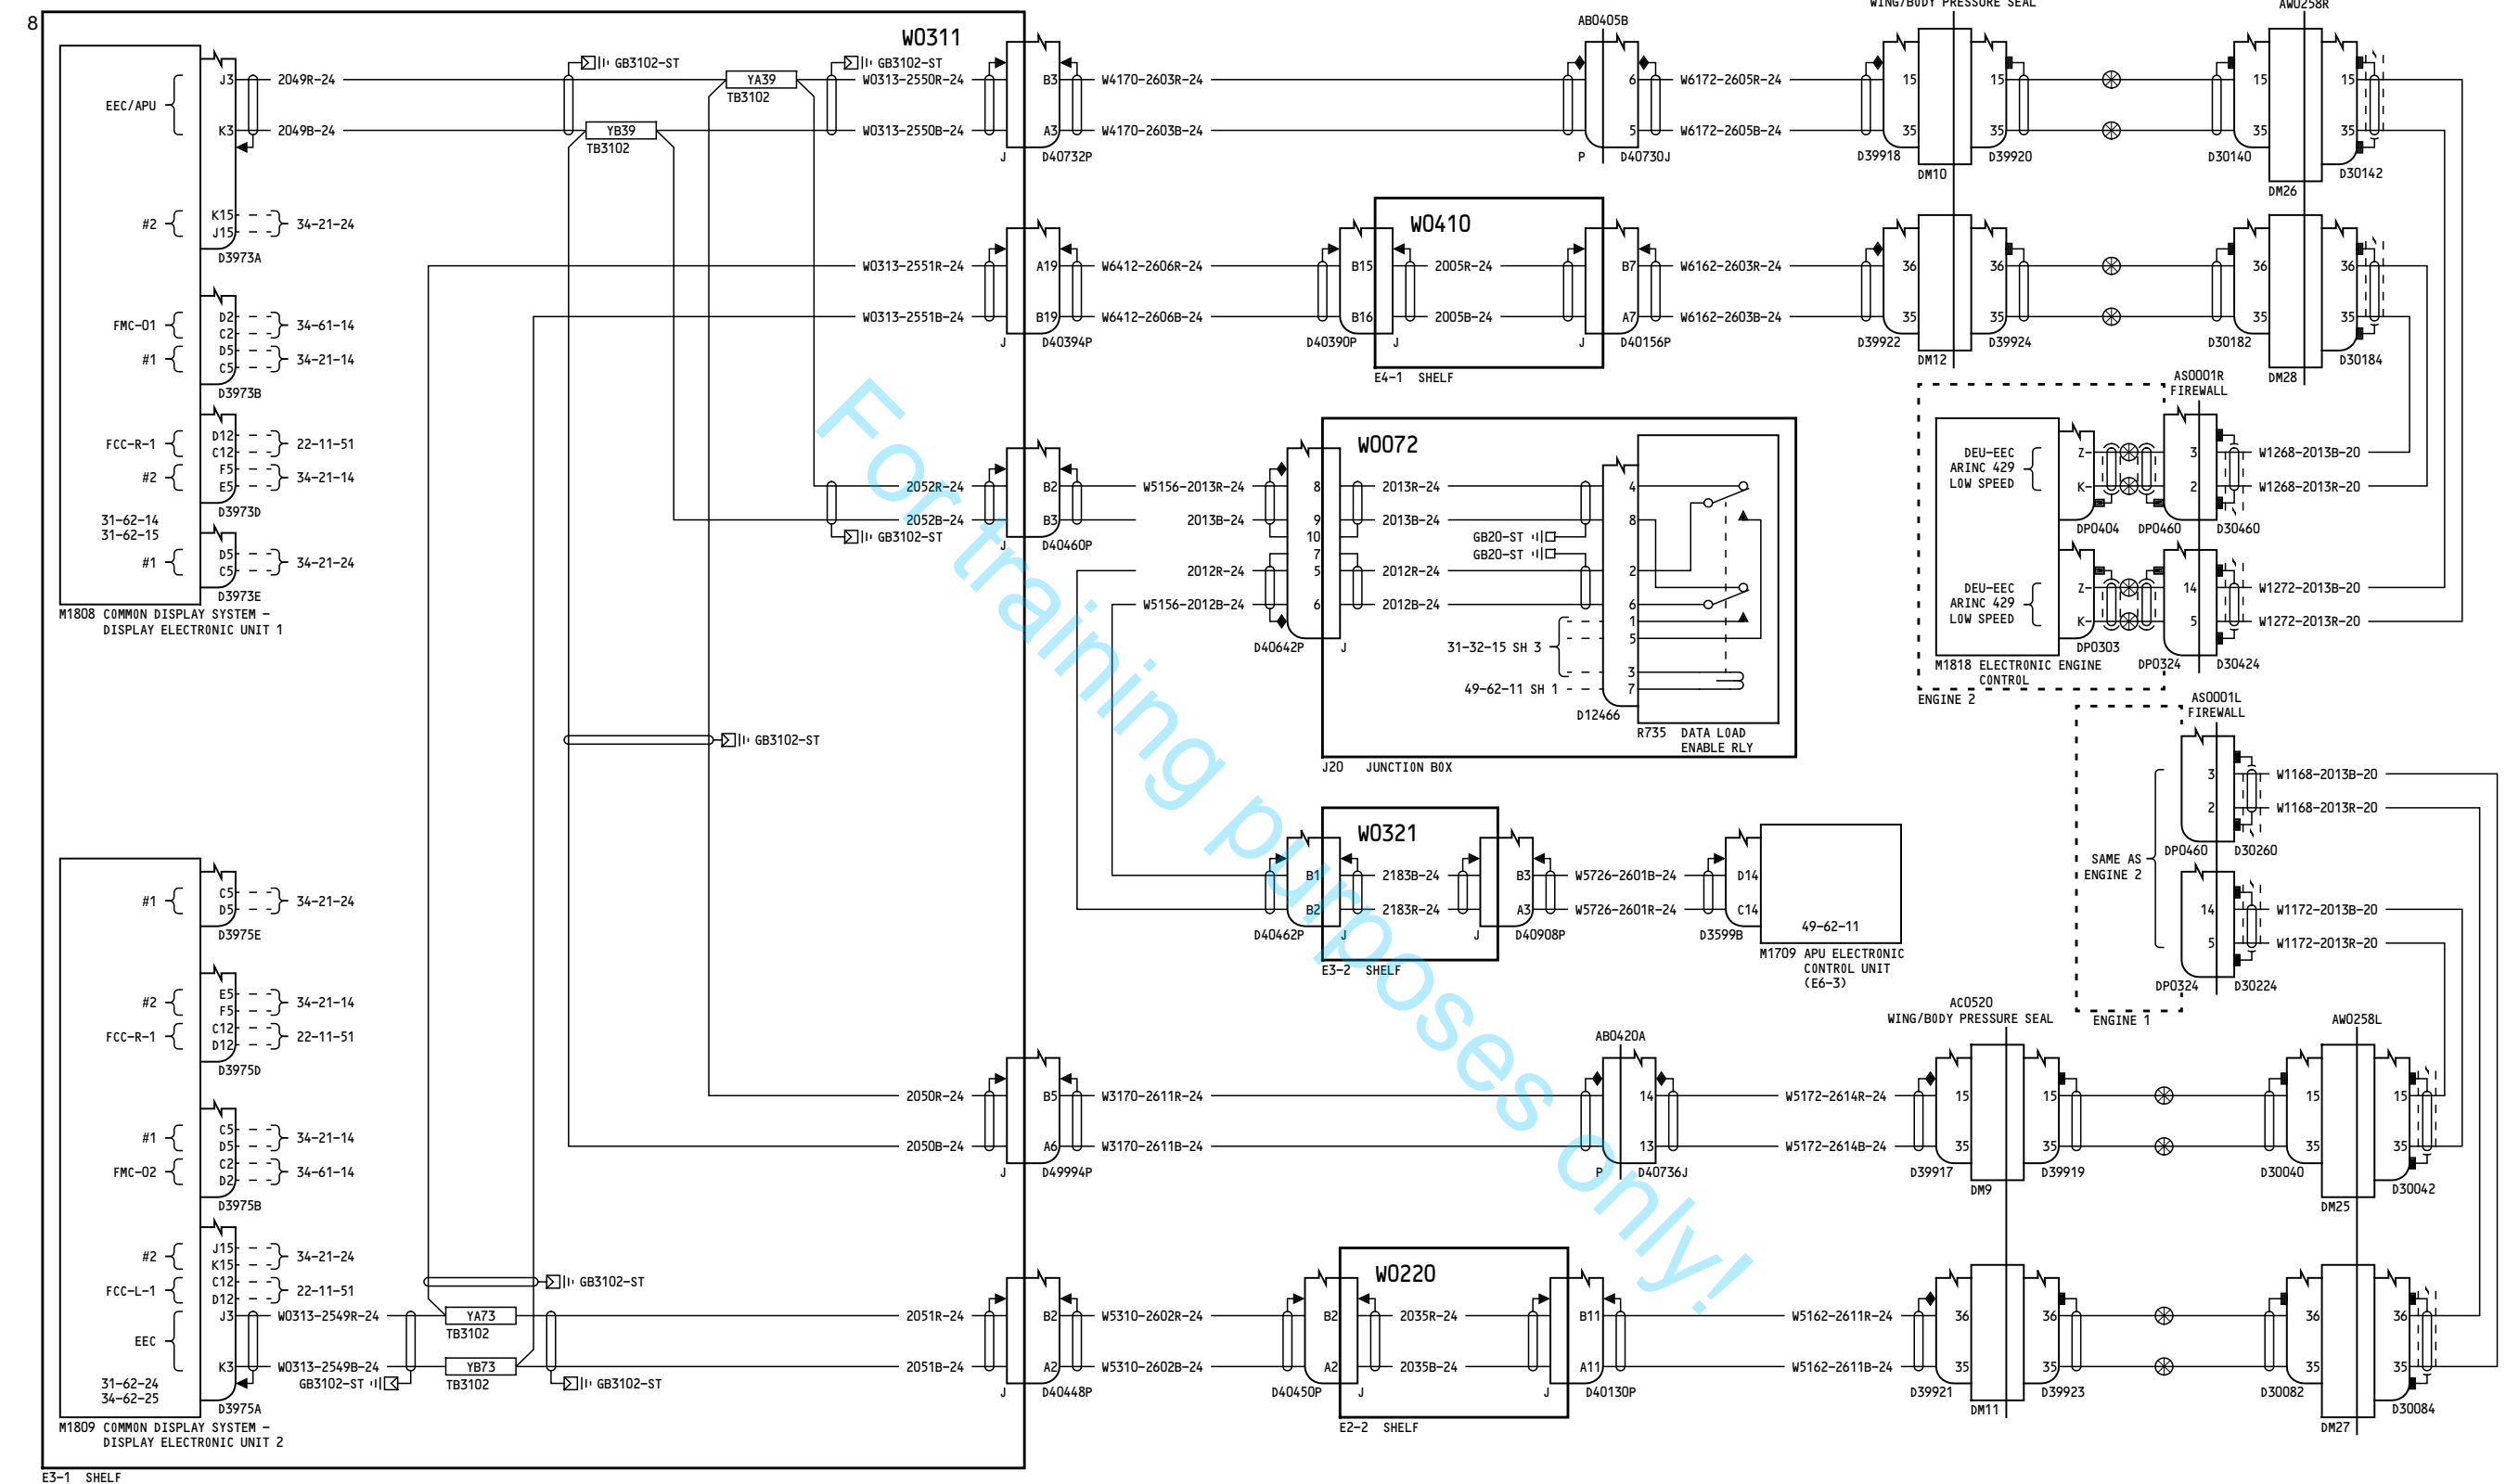 8
WING/BODY PRESSURE SEAL
AW0258R
W0311
AB0405B
GB3102-ST
GB3102-ST
EEC/APU
J3
2049R-24
YA39
TB3102
W0313-2550R-24
B3
W4170-2603R-24
6
W6172-2605R-24
15
15
15
15
K3
2049B-24
YB39
TB3102
W0313-2550B-24
A3
W4170-2603B-24
5
W6172-2605B-24
35
35
35
35
J
D40732P
P
D40730J
D39918
D39920
D30140
D30142
DM10
DM26
#2
K15
J15
34-21-24
D3973A
W0410
W0313-2551R-24
A19
W6412-2606R-24
B15
2005R-24
B7
W6162-2603R-24
36
36
36
36
W0313-2551B-24
B19
W6412-2606B-24
B16
2005B-24
A7
W6162-2603B-24
35
35
35
35
J
D40394P
D40390P
J
J
D40156P
D39922
D39924
D30182
D30184
DM12
DM28
E4-1 SHELF
FMC-01
D2
C2
34-61-14
#1
D5
C5
34-21-14
D3973B
FCC-R-1
D12
C12
22-11-51
#2
F5
E5
34-21-14
D3973D
31-62-14
31-62-15
#1
D5
C5
34-21-24
D3973E
M1808 COMMON DISPLAY SYSTEM -
DISPLAY ELECTRONIC UNIT 1
W0072
2052R-24
B2
W5156-2013R-24
8
2013R-24
4
2052B-24
B3
2013B-24
9
2013B-24
8
GB3102-ST
J
D40460P
10
GB20-ST
7
GB20-ST
2012R-24
5
2012R-24
2
W5156-2012B-24
6
2012B-24
6
1
5
31-32-15 SH 3
3
49-62-11 SH 1
7
D40642P
J
D12466
R735 DATA LOAD
ENABLE RLY
J20 JUNCTION BOX
AS0001R
FIREWALL
DEU-EEC
ARINC 429
LOW SPEED
Z
K
3
2
W1268-2013B-20
W1268-2013R-20
DP0404
DP0460
D30460
DEU-EEC
ARINC 429
LOW SPEED
Z
K
14
5
W1272-2013B-20
W1272-2013R-20
DP0303
DP0324
D30424
M1818 ELECTRONIC ENGINE
CONTROL
ENGINE 2
GB3102-ST
AS0001L
FIREWALL
3
W1168-2013B-20
2
W1168-2013R-20
DP0460
D30260
SAME AS
ENGINE 2
14
W1172-2013B-20
5
W1172-2013R-20
DP0324
D30224
ENGINE 1
W0321
B1
2183B-24
B3
W5726-2601B-24
D14
B2
2183R-24
A3
W5726-2601R-24
C14
49-62-11
D40462P
J
J
D40908P
D3599B
M1709 APU ELECTRONIC
CONTROL UNIT
(E6-3)
E3-2 SHELF
#1
C5
D5
34-21-24
D3975E
#2
E5
F5
34-21-14
FCC-R-1
C12
D12
22-11-51
D3975D
#1
C5
D5
34-21-14
FMC-02
C2
D2
34-61-14
D3975B
AB0420A
AC0520
WING/BODY PRESSURE SEAL
AW0258L
2050R-24
B5
W3170-2611R-24
14
W5172-2614R-24
15
15
15
15
2050B-24
A6
W3170-2611B-24
13
W5172-2614B-24
35
35
35
35
J
D49994P
P
D40736J
D39917
D39919
D30040
D30042
DM9
DM25
#2
J15
K15
34-21-24
FCC-L-1
C12
D12
22-11-51
GB3102-ST
W0220
EEC
J3
W0313-2549R-24
YA73
TB3102
2051R-24
B2
W5310-2602R-24
B2
2035R-24
B11
W5162-2611R-24
36
36
36
36
K3
W0313-2549B-24
YB73
TB3102
2051B-24
A2
W5310-2602B-24
A2
2035B-24
A11
W5162-2611B-24
35
35
35
35
GB3102-ST
GB3102-ST
31-62-24
34-62-25
D3975A
J
D40448P
D40450P
J
J
D40130P
D39921
D39923
D30082
D30084
DM11
DM27
M1809 COMMON DISPLAY SYSTEM -
DISPLAY ELECTRONIC UNIT 2
E2-2 SHELF
E3-1 SHELF
For training purposes only!